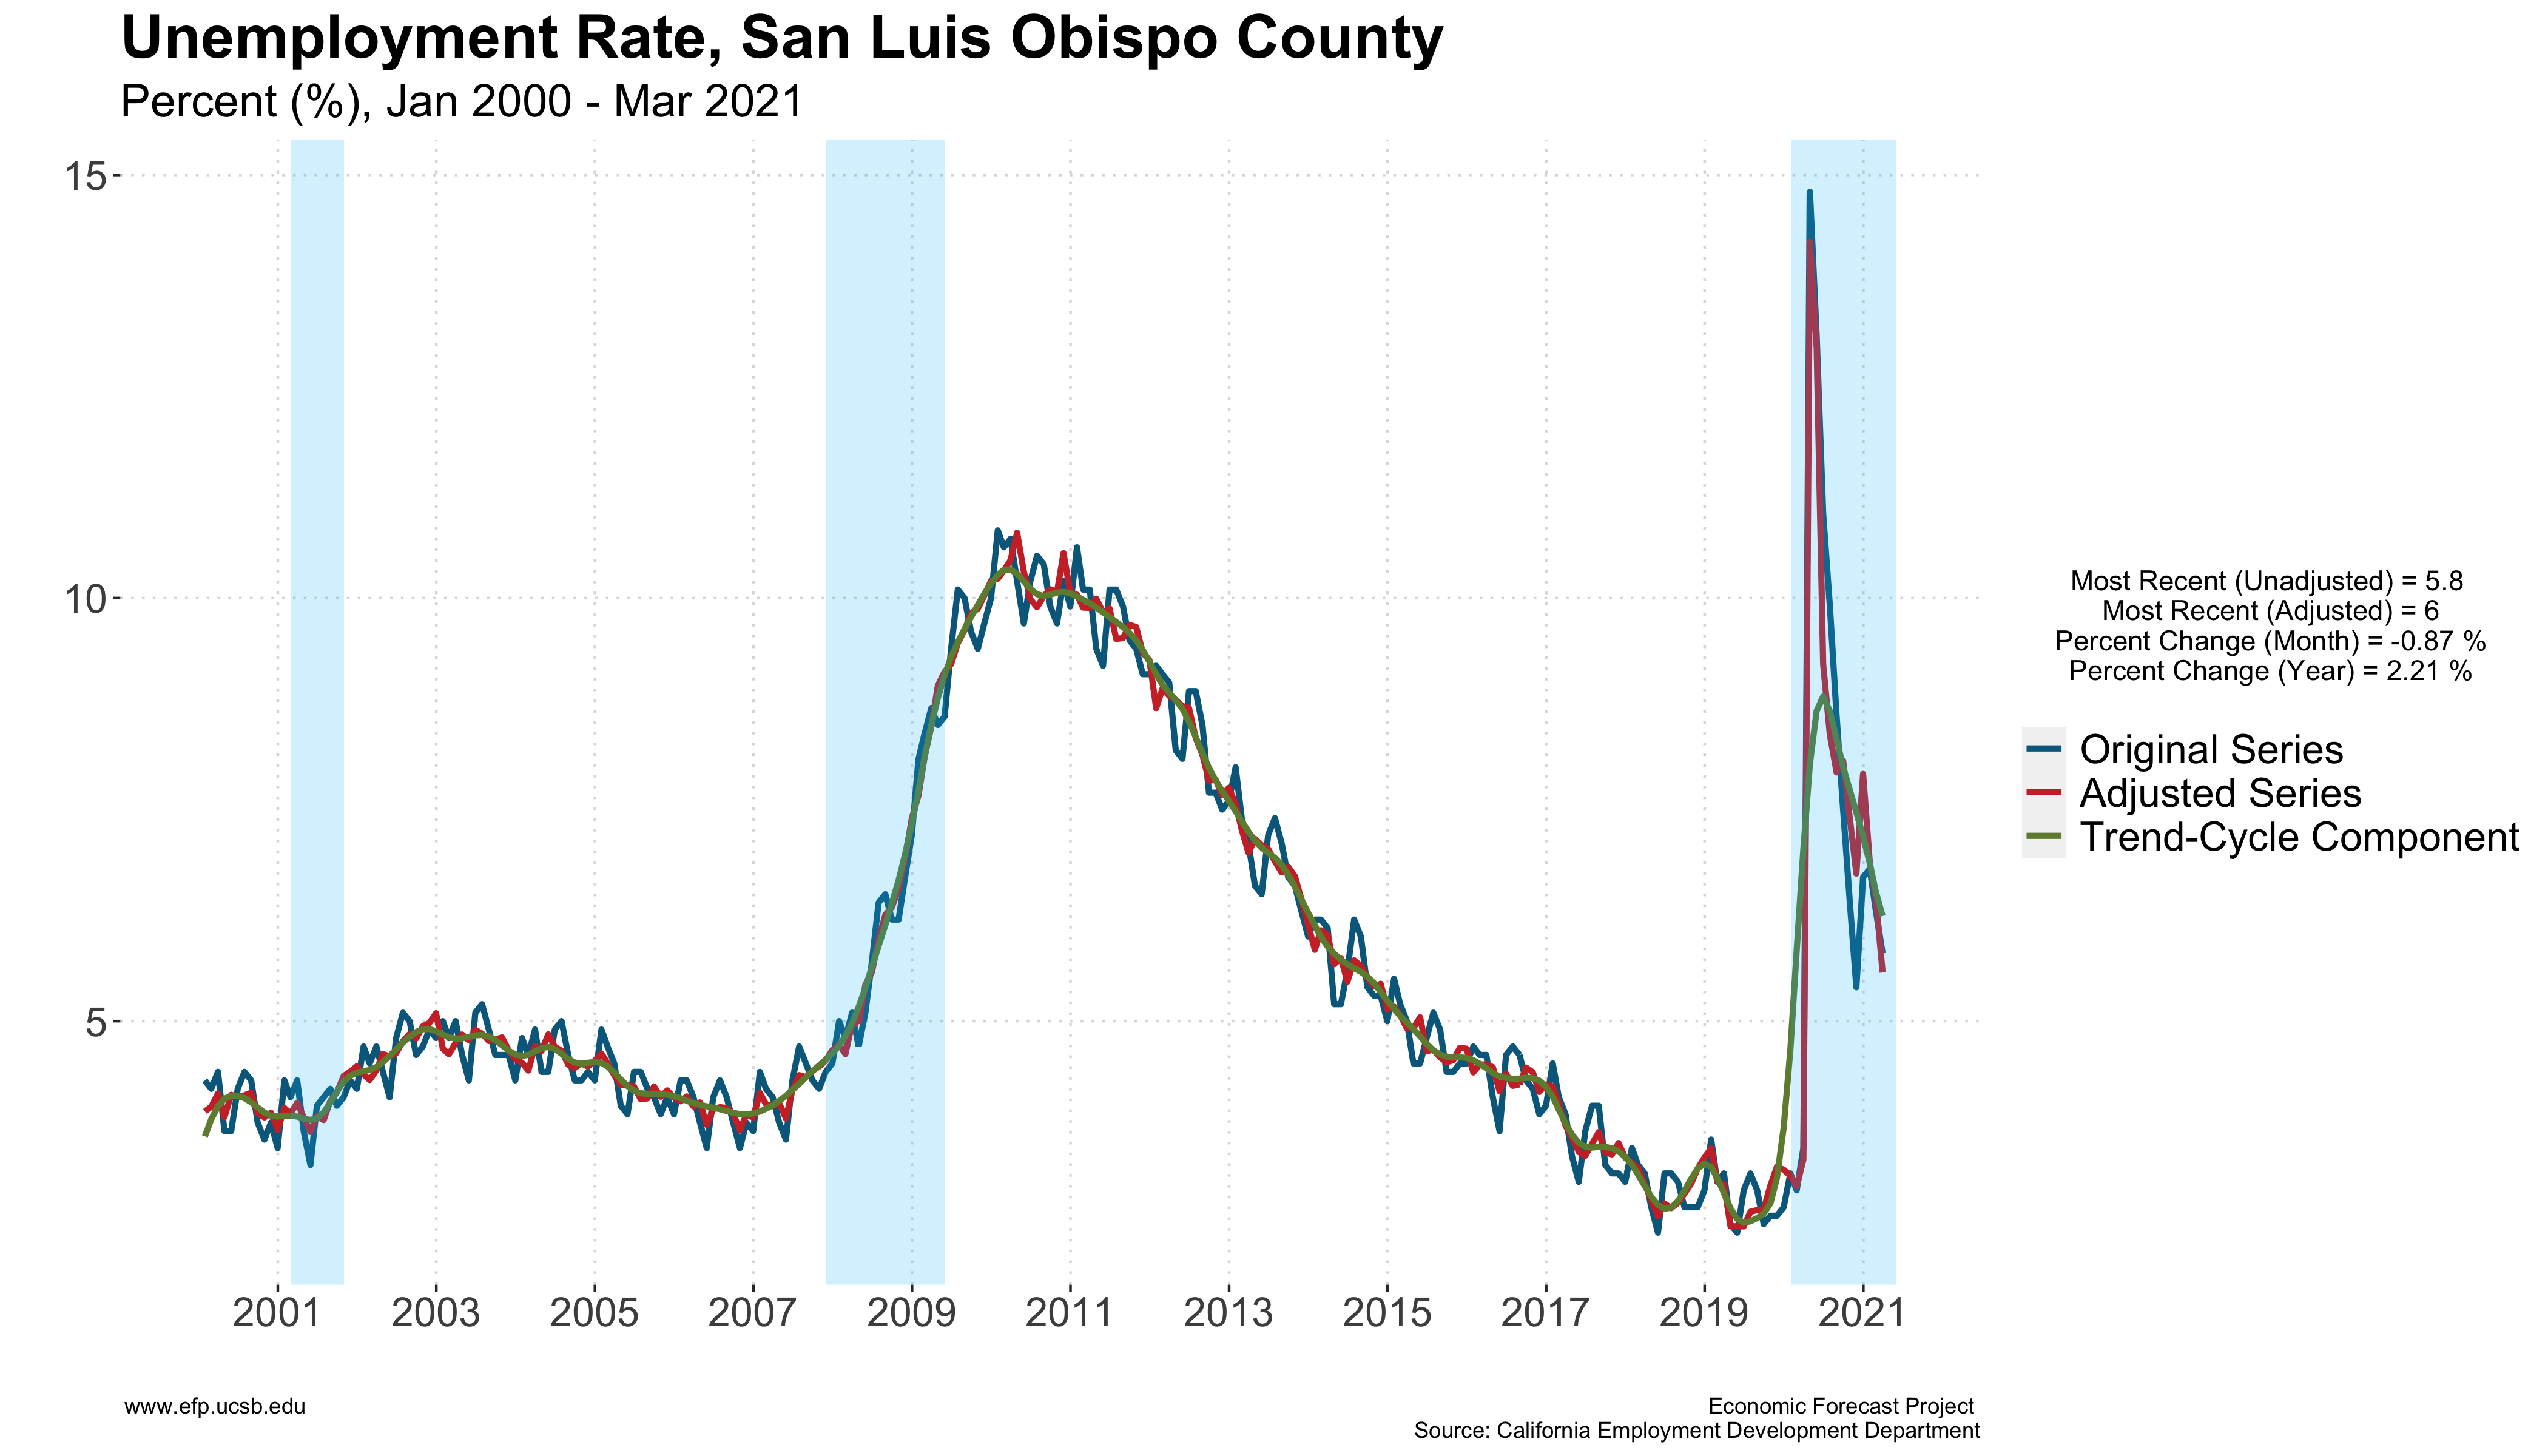 Unemployment Rate, San Luis Obispo County
Percent (%), Jan 2000 - Mar 2021
15
10
5
2001 2003 2005 2007 2009 2011 2013 2015 2017 2019 2021
Most Recent (Unadjusted) = 5.8
Most Recent (Adjusted) = 6
Percent Change (Month) = -0.87 %
Percent Change (Year) = 2.21 %
Original Series
Adjusted Series
Trend-Cycle Component
www.efp.ucsb.edu
Economic Forecast Project
Source: California Employment Development Department